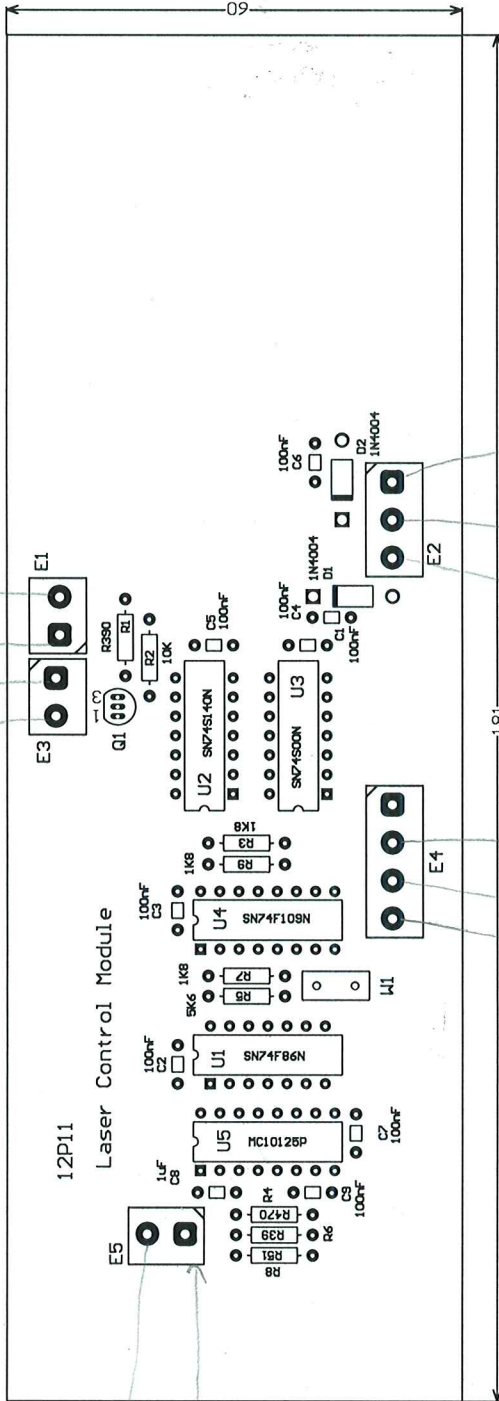 60
181
12P11
Laser Control Module
E5
1uF
C8
R4
R470
R39
R6
R51
R8
C9
100nF
U5
MC10125P
C7
100nF
100nF
C2
U1
SN74F86N
5K6
R5
1K8
R7
W1
100nF
C3
U4
SN74F109N
1K8
R9
R3
1K8
E4
U2
SN74S140N
C5
100nF
U3
SN74S00N
100nF
C4
C1
100nF
E3
E1
Q1
1
3
R390
R1
R2
10K
1N4004
D1
100nF
C6
D2
1N4004
E2